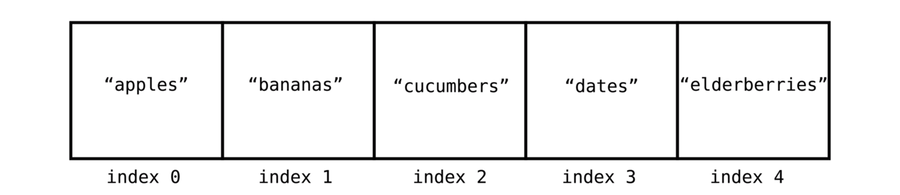 “apples” “bananas” “cucumbers” “dates” “elderberries”
index 0 index 1 index 2 index 3 index 4